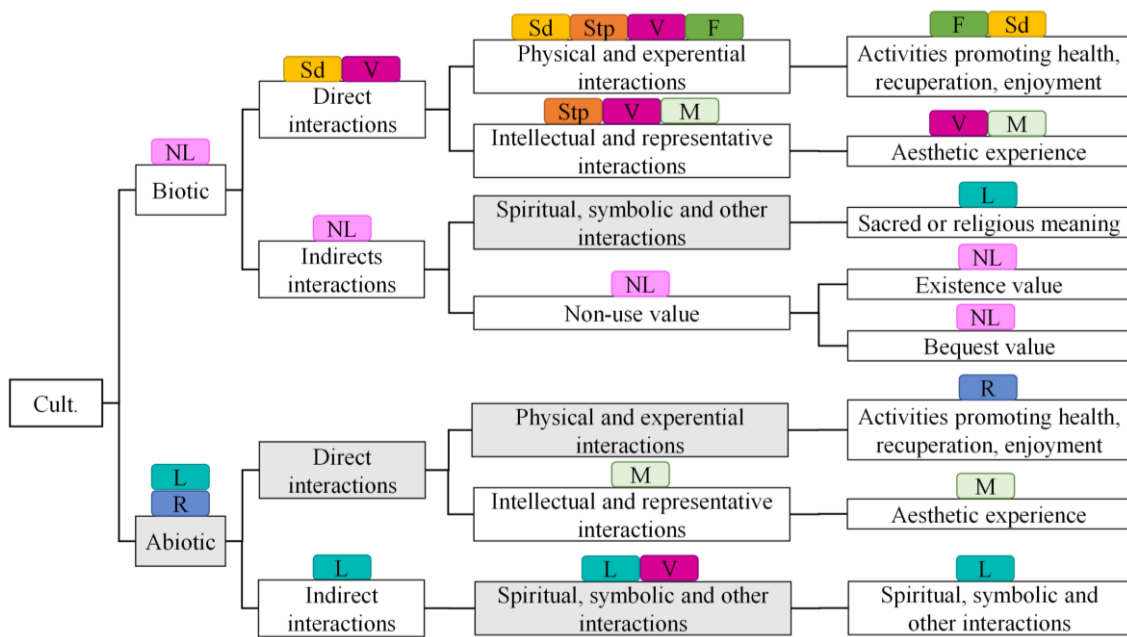 Sd Stp V F
Physical and experential
interactions
F Sd
Activities promoting health,
recuperation, enjoyment
Sd V
Direct
interactions
Stp V M
Intellectual and representative
interactions
V M
Aesthetic experience
NL
Biotic
NL
Indirects
interactions
Spiritual, symbolic and other
interactions
L
Sacred or religious meaning
NL
Non-use value
NL
Existence value
NL
Bequest value
Cult.
L
R
Abiotic
Direct
interactions
Physical and experential
interactions
R
Activities promoting health,
recuperation, enjoyment
M
Intellectual and representative
interactions
M
Aesthetic experience
L
Indirect
interactions
L V
Spiritual, symbolic and other
interactions
L
Spiritual, symbolic and
other interactions